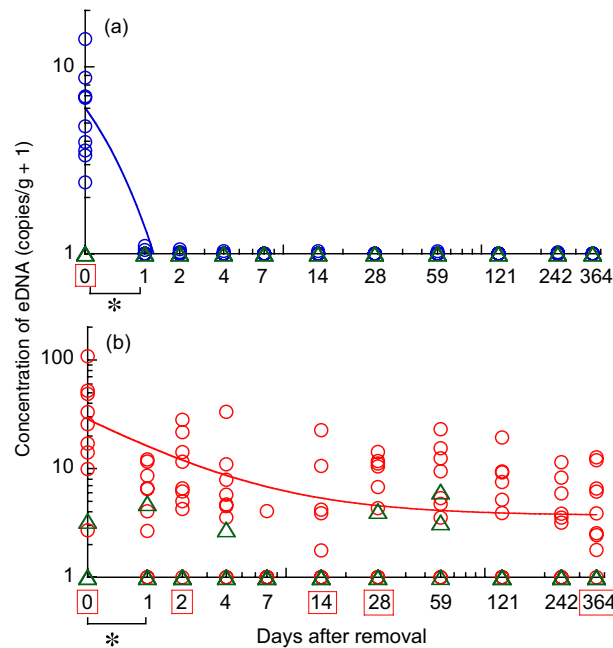 (a)
10
1
0 1 2 4 7 14 28 59 121 242 364
*
Concentration of eDNA (copies/g + 1)
(b)
100
10
1
0 1 2 4 7 14 28 59 121 242 364
* Days after removal